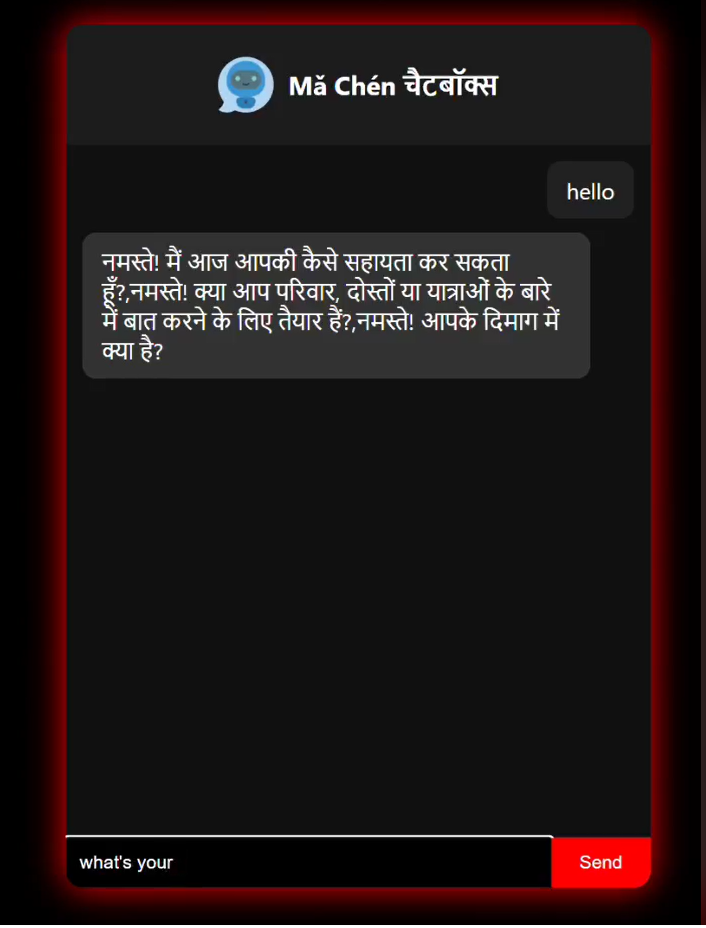 Mǎ Chén चैटबॉक्स
hello
नमस्ते! मैं आज आपकी कैसे सहायता कर सकता
हूँ?,नमस्ते! क्या आप परिवार, दोस्तों या यात्राओं के बारे
में बात करने के लिए तैयार हैं?,नमस्ते! आपके दिमाग में
क्या है?
what's your
Send